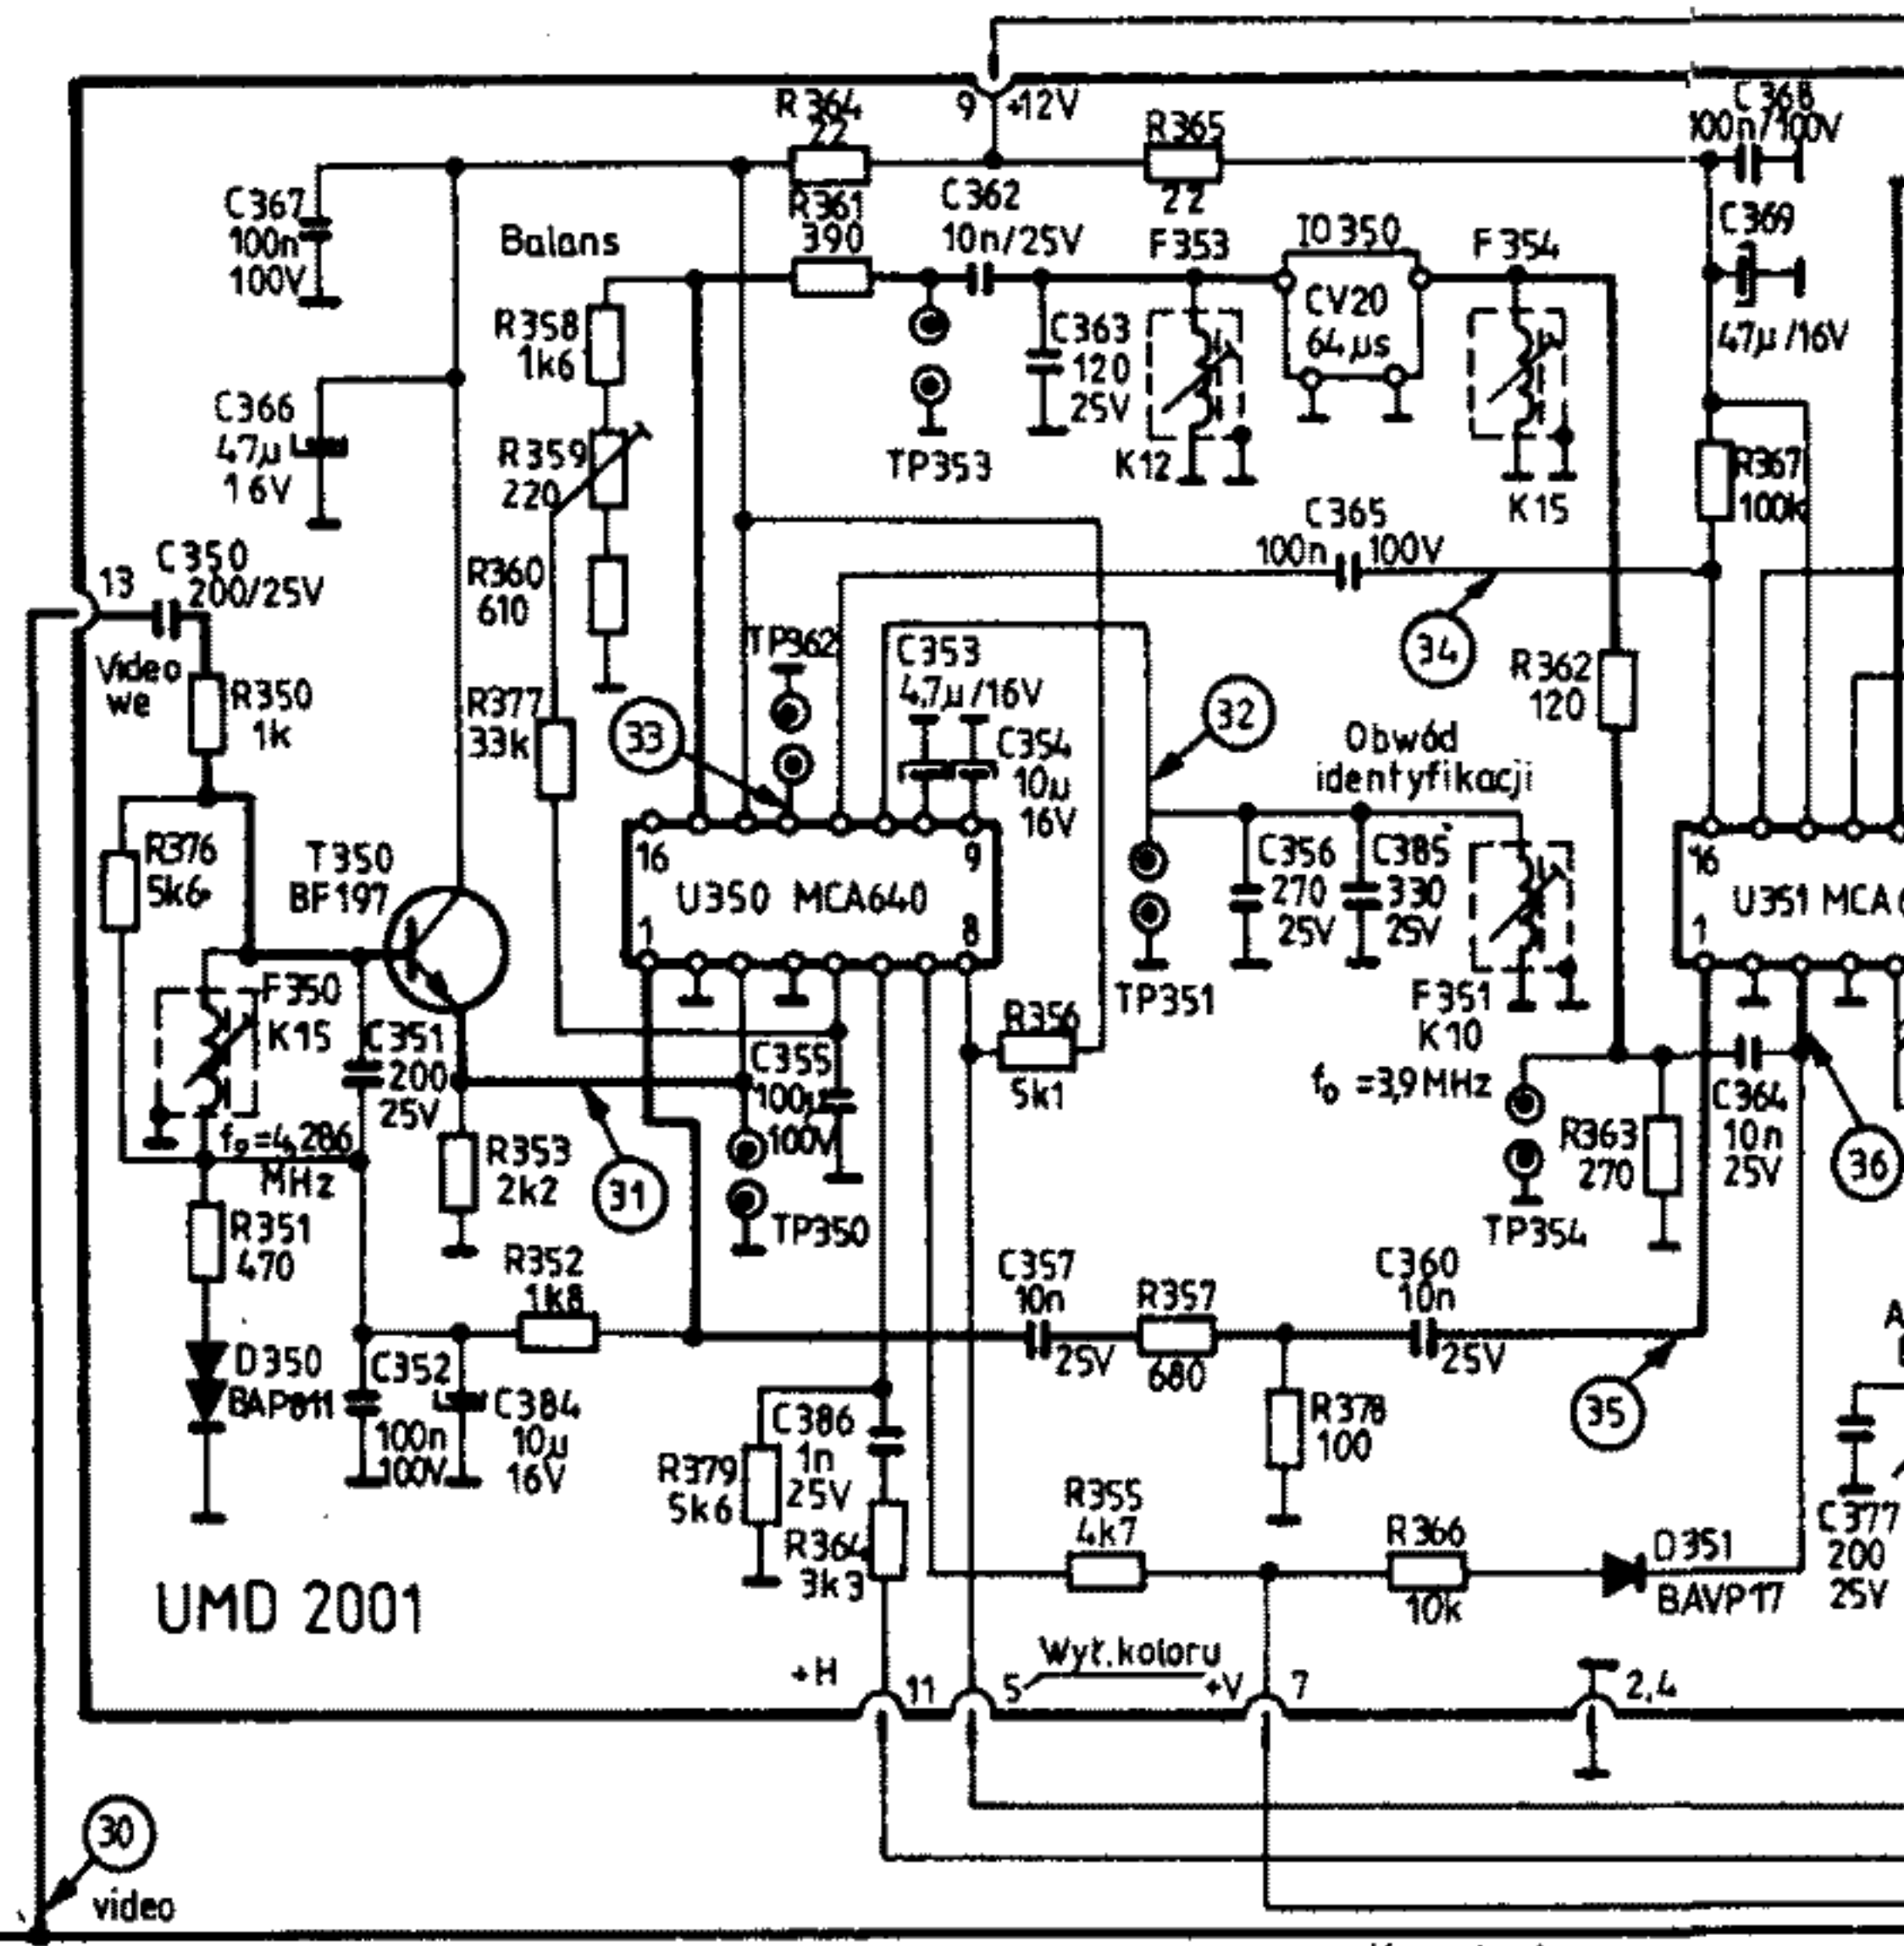 9
+12V
R364
22
R365
22
C368
100n/100V
C367
100n
100V
Balans
R361
390
C362
10n/25V
F353
IO350
CV20
64µs
F354
C369
47µ/16V
R358
1k6
C363
120
25V
C366
47µ
16V
R359
220
TP353
K12
K15
R367
100k
C365
100n 100V
13
C350
200/25V
R360
610
TP362
C353
4,7µ/16V
34
R362
120
Video
we
R350
1k
R377
33k
33
C354
10µ
16V
32
Obwód
identyfikacji
R376
5k6
T350
BF197
16
9
U350 MCA640
1
8
C356
270
25V
C385
330
25V
16
U351 MCA
1
TP351
F350
K15
F351
K10
f₀ =3,9MHz
C351
200
25V
R356
5k1
C355
100µ
100V
C364
10n
25V
R363
270
36
f₀=4,286
MHz
R353
2k2
31
TP350
TP354
R351
470
R352
1k8
C357
10n
25V
R357
680
C360
10n
25V
D350
BAP811
C352
100n
100V
C384
10µ
16V
R378
100
35
C386
1n
25V
R379
5k6
R364
3k3
R355
4k7
R366
10k
D351
BAVP17
C377
200
25V
UMD 2001
+H
11
5
Wył.koloru
+V
7
2,4
30
video